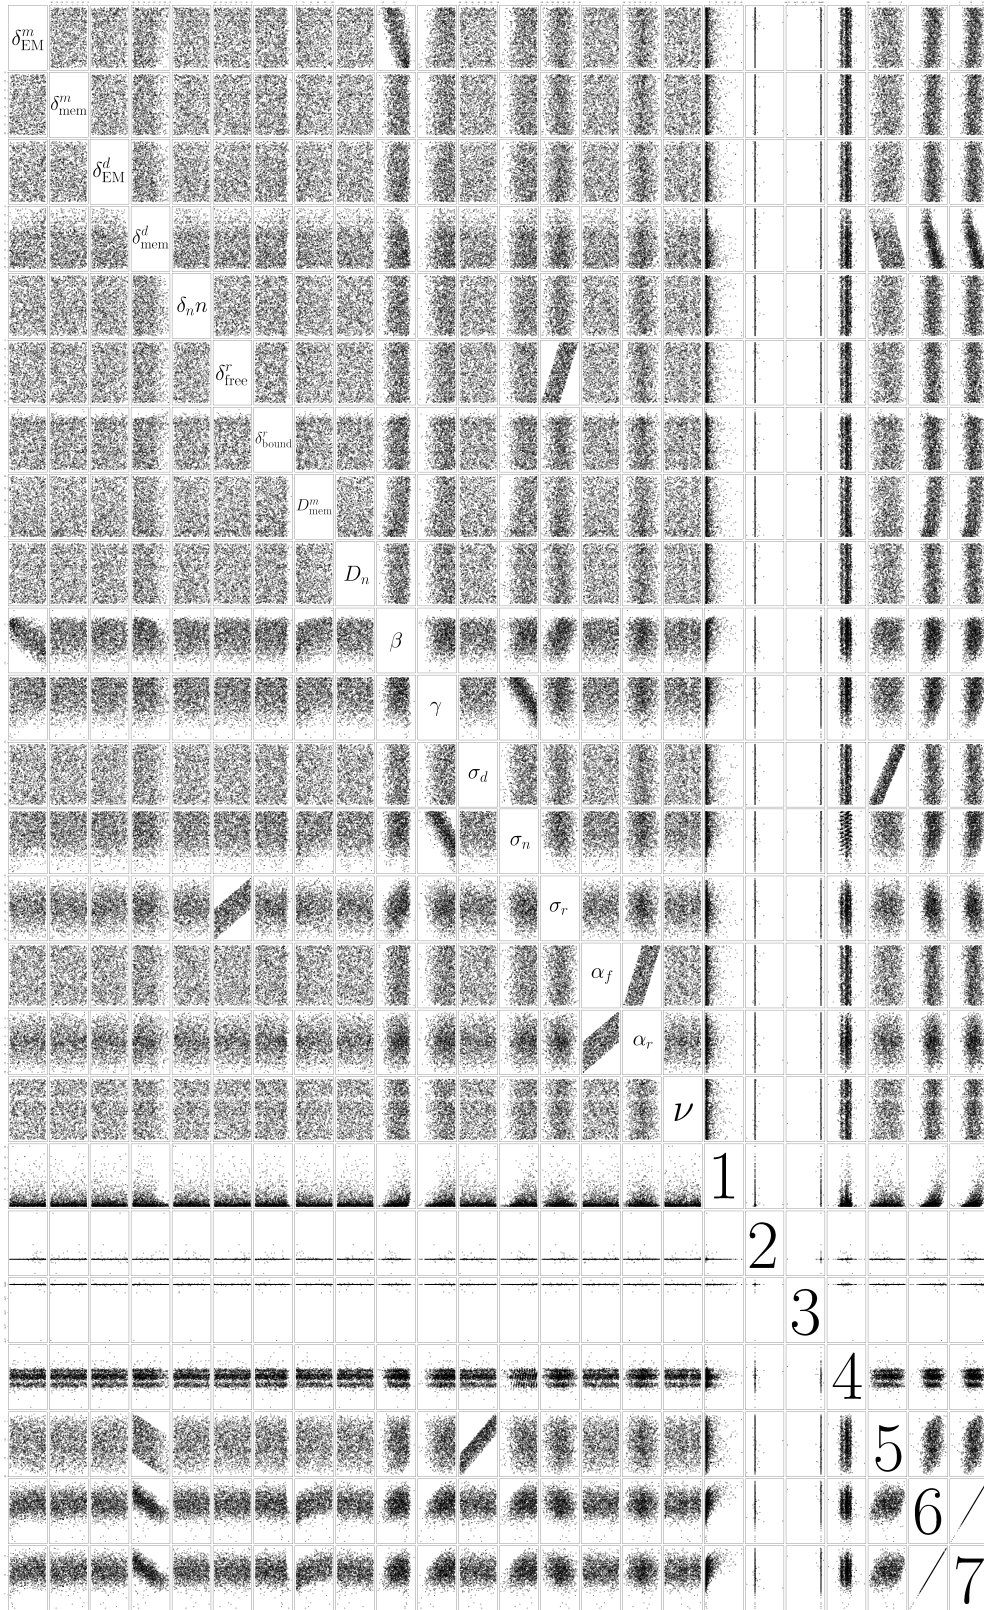 δ^m_EM
δ^m_mem
δ^d_EM
δ^d_mem
δ_n n
δ^r_free
δ^r_bound
D^m_mem
D_n
β
γ
σ_d
σ_n
σ_r
α_f
α_r
ν
1
2
3
4
5
6
7